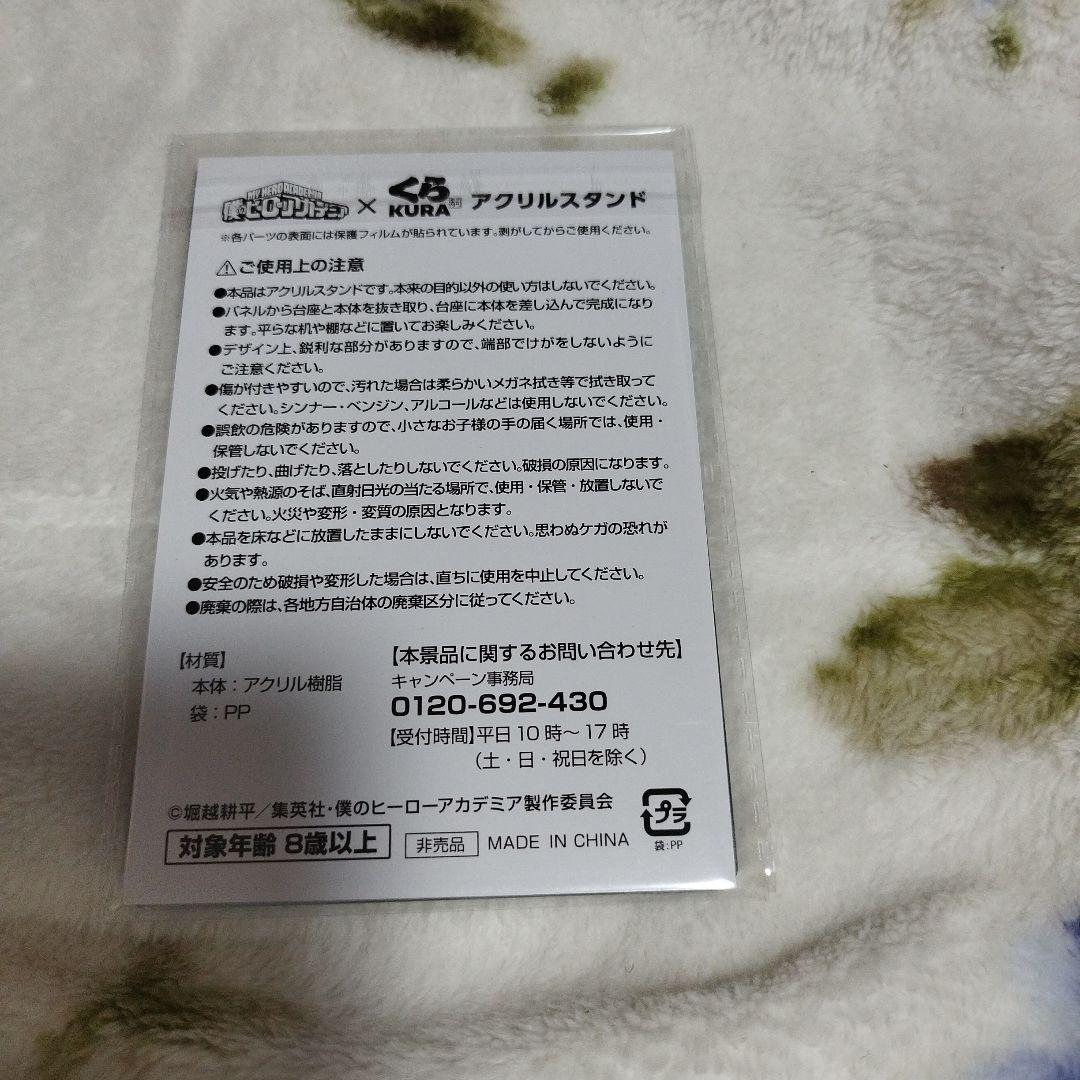 MY HERO ACADEMIA
僕のヒーローアカデミア × くら寿司 KURA アクリルスタンド
※各パーツの表面には保護フィルムが貼られています。剥がしてからご使用ください。
⚠ご使用上の注意
●本品はアクリルスタンドです。本来の目的以外の使い方はしないでください。
●パネルから台座と本体を抜き取り、台座に本体を差し込んで完成になり
ます。平らな机や棚などに置いてお楽しみください。
●デザイン上、鋭利な部分がありますので、端部でけがをしないように
ご注意ください。
●傷が付きやすいので、汚れた場合は柔らかいメガネ拭き等で拭き取って
ください。シンナー・ベンジン、アルコールなどは使用しないでください。
●誤飲の危険がありますので、小さなお子様の手の届く場所では、使用・
保管しないでください。
●投げたり、曲げたり、落としたりしないでください。破損の原因になります。
●火気や熱源のそば、直射日光の当たる場所で、使用・保管・放置しないで
ください。火災や変形・変質の原因となります。
●本品を床などに放置したままにしないでください。思わぬケガの恐れが
あります。
●安全のため破損や変形した場合は、直ちに使用を中止してください。
●廃棄の際は、各地方自治体の廃棄区分に従ってください。
【材質】
本体：アクリル樹脂
袋：PP
【本景品に関するお問い合わせ先】
キャンペーン事務局
0120-692-430
【受付時間】平日10時～17時
（土・日・祝日を除く）
©堀越耕平／集英社・僕のヒーローアカデミア製作委員会
対象年齢 8歳以上
非売品
MADE IN CHINA
プラ
袋：PP